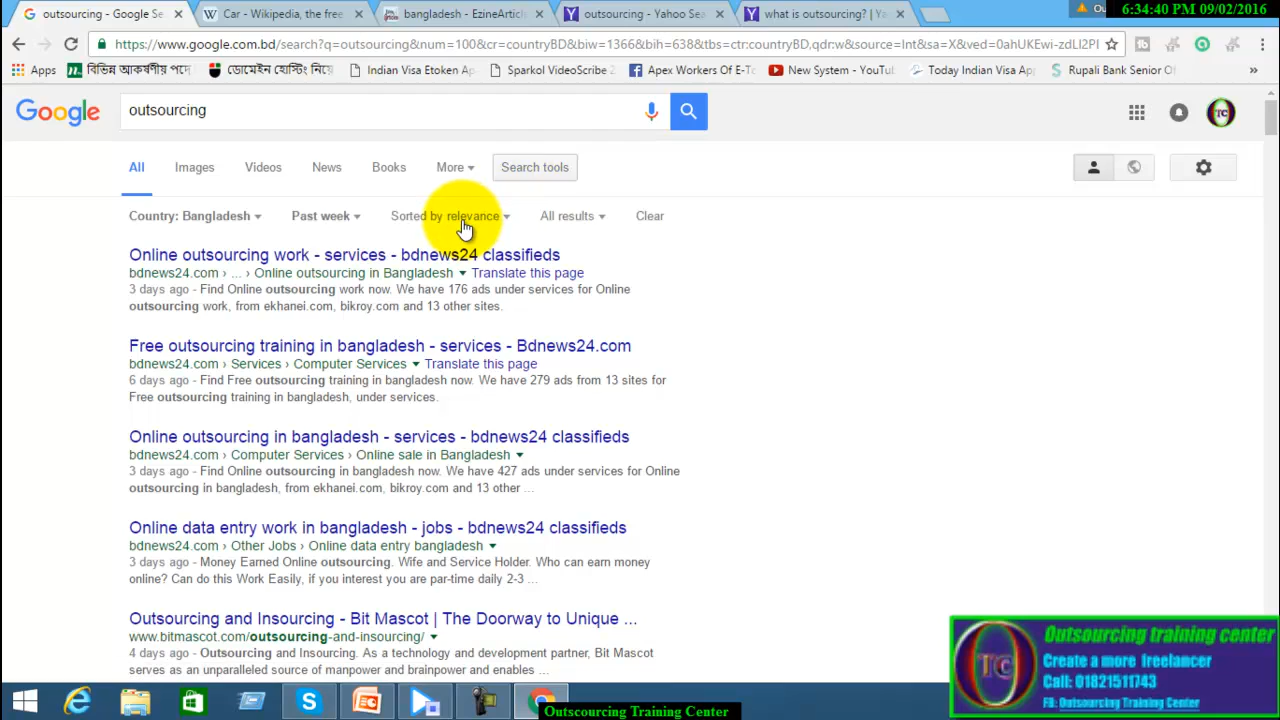 outsourcing - Google Se
Car - Wikipedia, the free
bangladesh - EzineArticl
outsourcing - Yahoo Sea
what is outsourcing? | Ya
Ou
6:34:40 PM 09/02/2016
https://www.google.com.bd/search?q=outsourcing&num=100&cr=countryBD&biw=1366&bih=638&tbs=ctr:countryBD,qdr:w&source=lnt&sa=X&ved=0ahUKEwi-zdLI2PI
Apps
বিভিন্ন আকর্ষণীয় পদে
ডোমেইন হোস্টিং নিয়ে
Indian Visa Etoken Ap
Sparkol VideoScribe
Apex Workers Of E-T
New System - YouTu
Today Indian Visa Ap
Rupali Bank Senior Of
Google
outsourcing
All Images Videos News Books More Search tools
Country: Bangladesh Past week Sorted by relevance All results Clear
Online outsourcing work - services - bdnews24 classifieds
bdnews24.com › ... › Online outsourcing in Bangladesh Translate this page
3 days ago - Find Online outsourcing work now. We have 176 ads under services for Online
outsourcing work, from ekhanei.com, bikroy.com and 13 other sites.
Free outsourcing training in bangladesh - services - Bdnews24.com
bdnews24.com › Services › Computer Services Translate this page
6 days ago - Find Free outsourcing training in bangladesh now. We have 279 ads from 13 sites for
Free outsourcing training in bangladesh, under services.
Online outsourcing in bangladesh - services - bdnews24 classifieds
bdnews24.com › Computer Services › Online sale in Bangladesh
3 days ago - Find Online outsourcing in bangladesh now. We have 427 ads under services for Online
outsourcing in bangladesh, from ekhanei.com, bikroy.com and 13 other ...
Online data entry work in bangladesh - jobs - bdnews24 classifieds
bdnews24.com › Other Jobs › Online data entry bangladesh
3 days ago - Money Earned Online outsourcing. Wife and Service Holder. Who can earn money
online? Can do this Work Easily, if you interest you are par-time daily 2-3 ...
Outsourcing and Insourcing - Bit Mascot | The Doorway to Unique ...
www.bitmascot.com/outsourcing-and-insourcing/
4 days ago - Outsourcing and Insourcing. As a technology and development partner, Bit Mascot
serves as an unparalleled source of manpower and brainpower and enables ...
TC
Outsourcing training center
Create a more freelancer
Call: 01821511743
FB: Outsourcing Training Center
Outscourcing Training Center